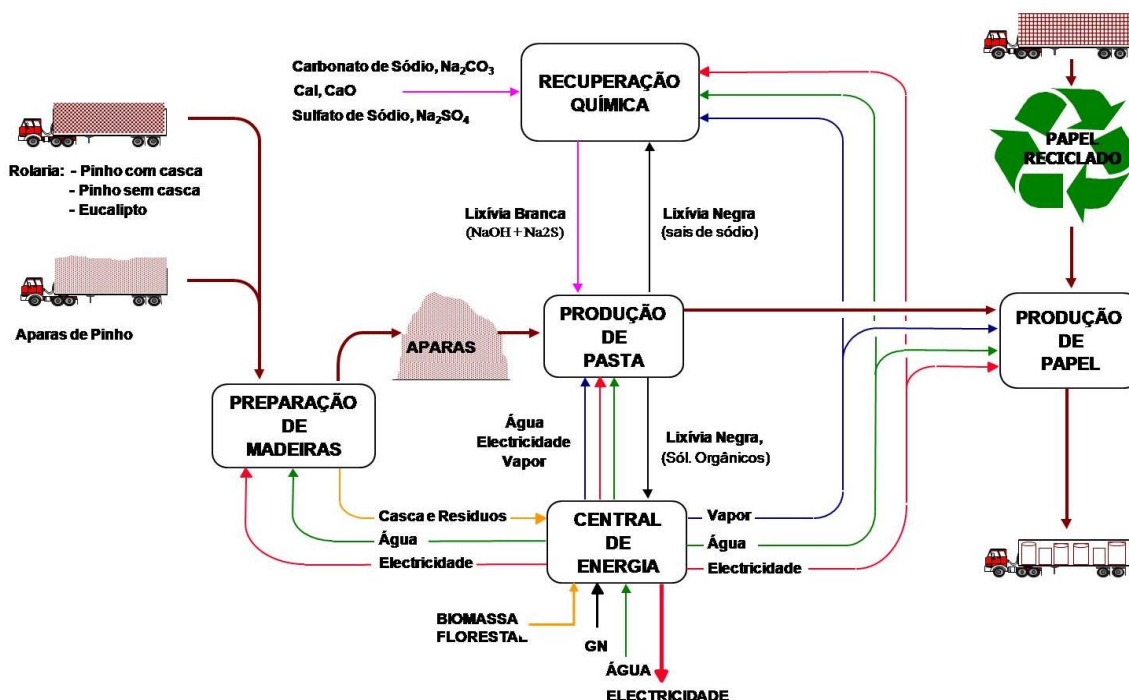 Carbonato de Sódio, Na₂CO₃
Cal, CaO
Sulfato de Sódio, Na₂SO₄
RECUPERAÇÃO
QUÍMICA
PAPEL
RECICLADO
Rolaria: - Pinho com casca
- Pinho sem casca
- Eucalipto
Lixívia Branca
(NaOH + Na2S)
Lixívia Negra
(sais de sódio)
Aparas de Pinho
APARAS
PRODUÇÃO
DE
PASTA
PRODUÇÃO
DE
PAPEL
PREPARAÇÃO
DE
MADEIRAS
Água
Electricidade
Vapor
Lixívia Negra,
(Sól. Orgânicos)
Casca e Resíduos
Água
Electricidade
CENTRAL
DE
ENERGIA
Vapor
Água
Electricidade
BIOMASSA
FLORESTAL
GN
ÁGUA
ELECTRICIDADE